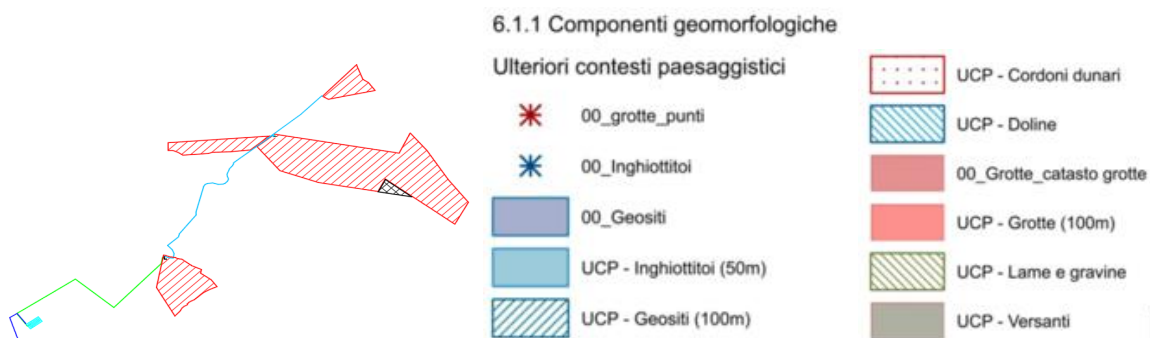 6.1.1 Componenti geomorfologiche
Ulteriori contesti paesaggistici
00_grotte_punti
00_Inghiottitoi
00_Geositi
UCP - Inghiottitoi (50m)
UCP - Geositi (100m)
UCP - Cordoni dunari
UCP - Doline
00_Grotte_catasto grotte
UCP - Grotte (100m)
UCP - Lame e gravine
UCP - Versanti